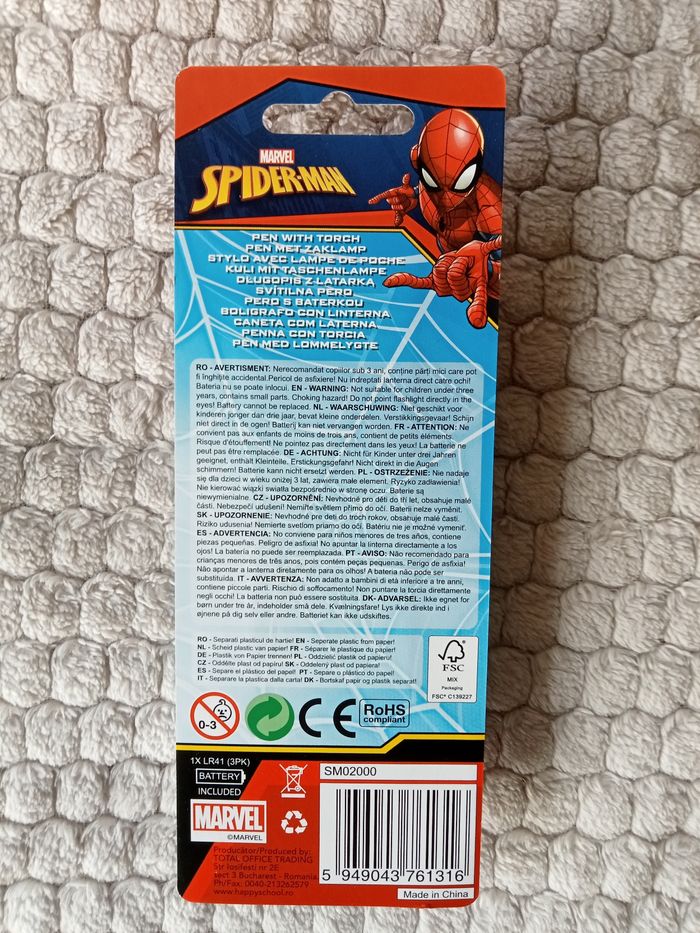 MARVEL
SPIDER-MAN
PEN WITH TORCH
PEN MET ZAKLAMP
STYLO AVEC LAMPE DE POCHE
KULI MIT TASCHENLAMPE
DŁUGOPIS Z LATARKĄ
SVÍTILNA PERO
PERO S BATERKOU
BOLIGRAFO CON LINTERNA
CANETA COM LATERNA
PENNA CON TORCIA
PEN MED LOMMELYGTE
RO - AVERTISMENT: Nerecomandat copiilor sub 3 ani, conține părți mici care pot
fi înghițite accidental.Pericol de asfixiere! Nu indreptati lanterna direct catre ochi!
Bateria nu se poate inlocui. EN - WARNING: Not suitable for children under three
years, contains small parts. Choking hazard! Do not point flashlight directly in the
eyes! Battery cannot be replaced. NL - WAARSCHUWING: Niet geschikt voor
kinderen jonger dan drie jaar, bevat kleine onderdelen. Verstikkingsgevaar! Schijn
niet direct in de ogen! Batterij kan niet vervangen worden. FR - ATTENTION: Ne
convient pas aux enfants de moins de trois ans, contient de petits éléments.
Risque d'étouffement! Ne pointez pas directement dans les yeux! La batterie ne
peut pas être remplacée. DE - ACHTUNG: Nicht für Kinder unter drei Jahren
geeignet, enthält Kleinteile. Erstickungsgefahr! Nicht direkt in die Augen
schimmern! Batterie kann nicht ersetzt werden. PL - OSTRZEŻENIE: Nie nadaje
się dla dzieci w wieku oniżej 3 lat, zawiera małe element. Ryzyko zadławienia!
Nie kierować wiązki światła bezpośrednio w stronę oczu. Baterie są
niewymienialne. CZ - UPOZORNĚNÍ: Nevhodné pro děti do tří let, obsahuje malé
části. Nebezpečí udušení! Nemiřte světlem přímo do očí. Baterii nelze vyměnit.
SK - UPOZORNENIE: Nevhodné pre deti do troch rokov, obsahuje malé časti.
Riziko udusenia! Nemierte svetlom priamo do očí. Batériu nie je možné vymeniť.
ES - ADVERTENCIA: No conviene para niños menores de tres años, contiene
piezas pequeñas. Peligro de asfixia! No apuntar la linterna directamente a los
ojos! La batería no puede ser reemplazada. PT - AVISO: Não recomendado para
crianças menores de três anos, pois contém peças pequenas. Perigo de asfixia!
Não apontar a lanterna diretamente para os olhos! A batería não pode ser
substituída. IT - AVVERTENZA: Non adatto a bambini di età inferiore a tre anni,
contiene piccole parti. Rischio di soffocamento! Non puntare la torcia direttamente
negli occhi! La batteria non può essere sostituita. DK- ADVARSEL: Ikke egnet for
børn under tre år, indeholder små dele. Kvælningsfare! Lys ikke direkte ind i
øjnene af dig selv eller andre. Batteriet kan ikke udskiftes.
RO - Separati plasticul de hartie! EN - Seperate plastic from paper!
NL - Scheid plastic van papier! FR - Séparer le plastique du papier!
DE - Plastik von Papier trennen! PL - Oddzielić plastik od papieru!
CZ - Oddělíte plast od papíru! SK - Oddelený plast od papiera!
ES - Separe el plástico del papel! PT - Separe o plástico do papel!
IT - Separare la plastica dalla carta! DK - Bortskaf papir og plastik separat!
FSC
MIX
Packaging
FSC® C139227
0-3
CE
RoHS
compliant
1X LR41 (3PK)
BATTERY
INCLUDED
SM02000
MARVEL
©MARVEL
Producător/Produced by:
TOTAL OFFICE TRADING
Str Iosifesti nr 2E
sect 3 Bucharest - Romania
Ph/Fax: 0040-213262579
www.happyschool.ro
5 949043 761316
Made in China